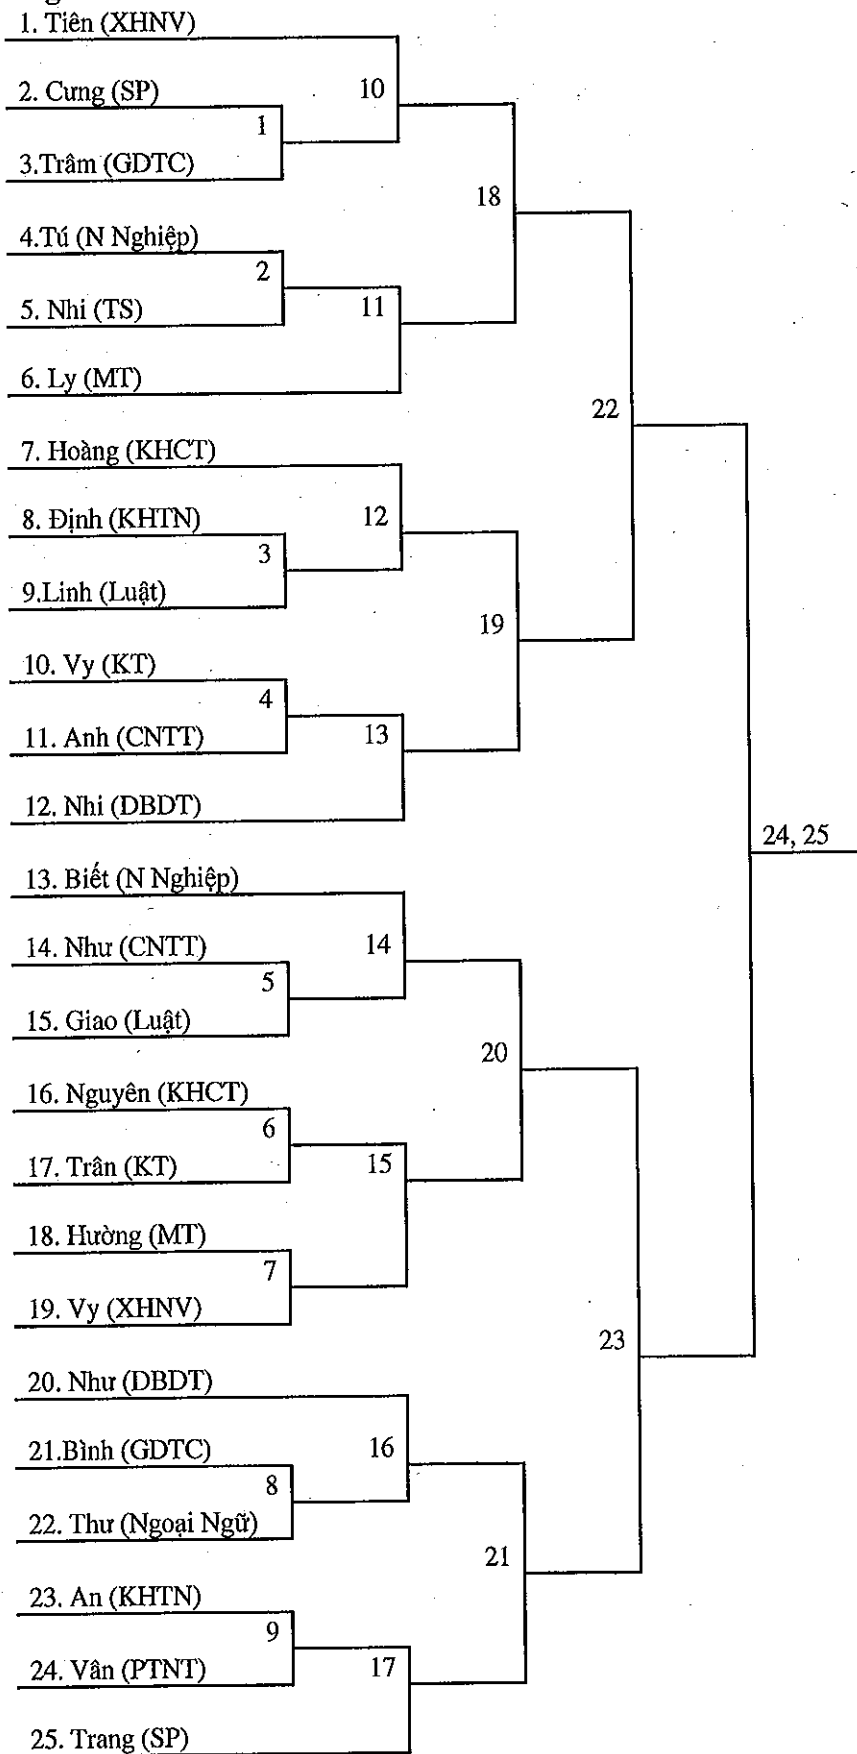 1. Tiên (XHNV)
2. Cưng (SP)
10
1
3.Trâm (GDTC)
18
4.Tú (N Nghiệp)
2
5. Nhi (TS)
11
6. Ly (MT)
22
7. Hoàng (KHCT)
8. Định (KHTN)
12
3
9.Linh (Luật)
19
10. Vy (KT)
4
11. Anh (CNTT)
13
12. Nhi (DBDT)
24, 25
13. Biết (N Nghiệp)
14. Như (CNTT)
14
5
15. Giao (Luật)
20
16. Nguyên (KHCT)
6
17. Trân (KT)
15
18. Hường (MT)
7
19. Vy (XHNV)
23
20. Như (DBDT)
21.Bình (GDTC)
16
8
22. Thư (Ngoại Ngữ)
21
23. An (KHTN)
9
24. Vân (PTNT)
17
25. Trang (SP)